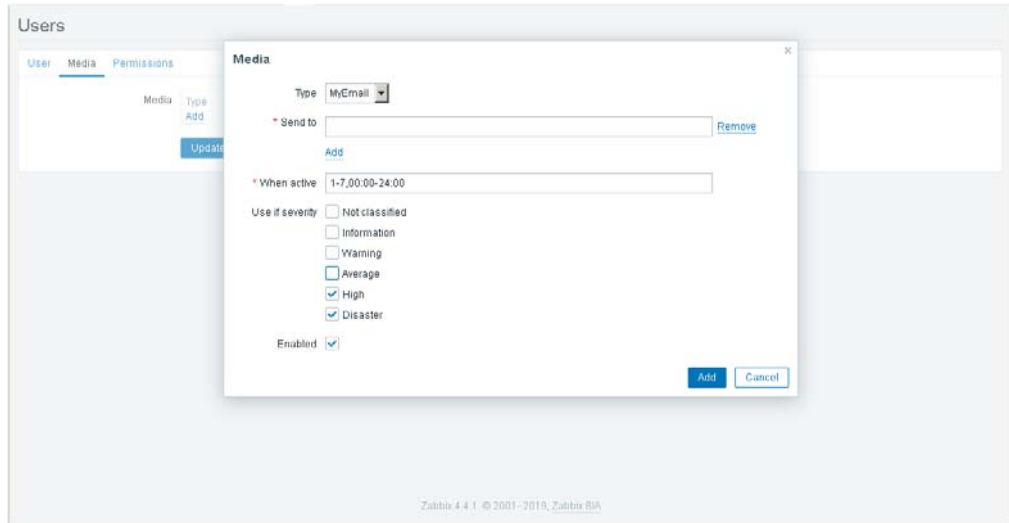 Users
User Media Permissions
Media Type
Add
Update
Media
Type MyEmail
* Send to Remove
Add
* When active 1-7,00:00-24:00
Use if severity Not classified
Information
Warning
Average
High
Disaster
Enabled
Add Cancel
Zabbix 4.4.1. © 2001–2019, Zabbix SIA